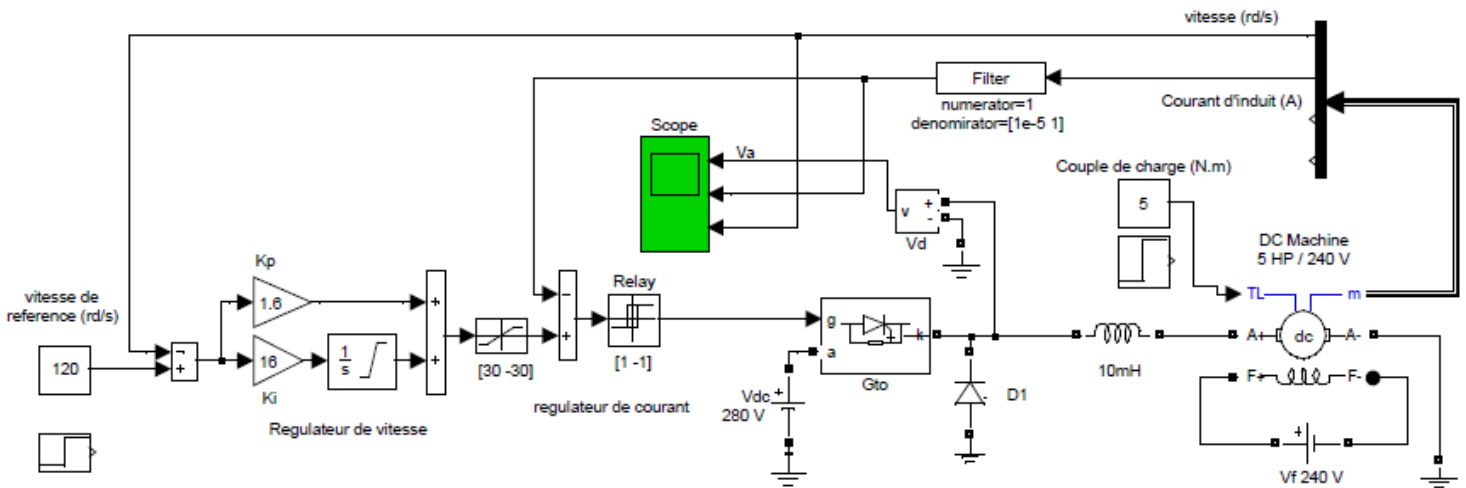 vitesse (rd/s)
Filter
numerator=1
denomirator=[1e-5 1]
Courant d'induit (A)
Scope
Va
Couple de charge (N.m)
5
v
+
-
Vd
DC Machine
5 HP / 240 V
Kp
1.6
vitesse de
reference (rd/s)
120
-
+
16
Ki
1
s
+
+
[30 -30]
-
+
Relay
[1 -1]
g
a
k
Gto
Vdc
+
280 V
D1
10mH
TL
m
A+
dc
A-
F+
F-
+
Vf 240 V
regulateur de courant
Regulateur de vitesse